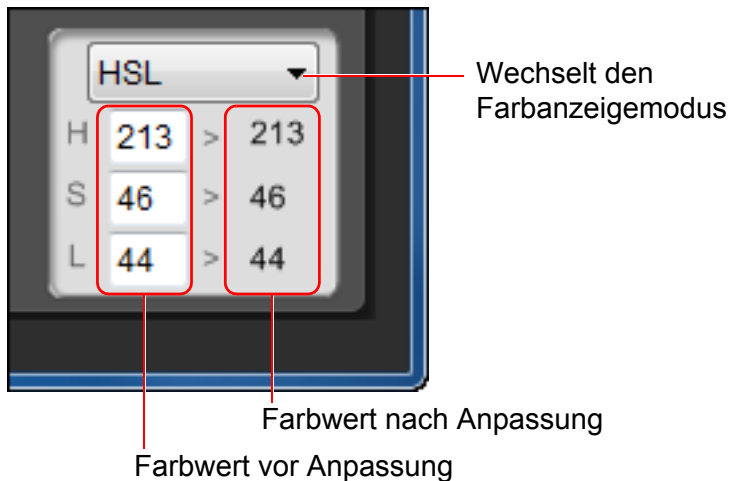 HSL
Wechselt den
Farbanzeigemodus
H 213 > 213
S 46 > 46
L 44 > 44
Farbwert nach Anpassung
Farbwert vor Anpassung